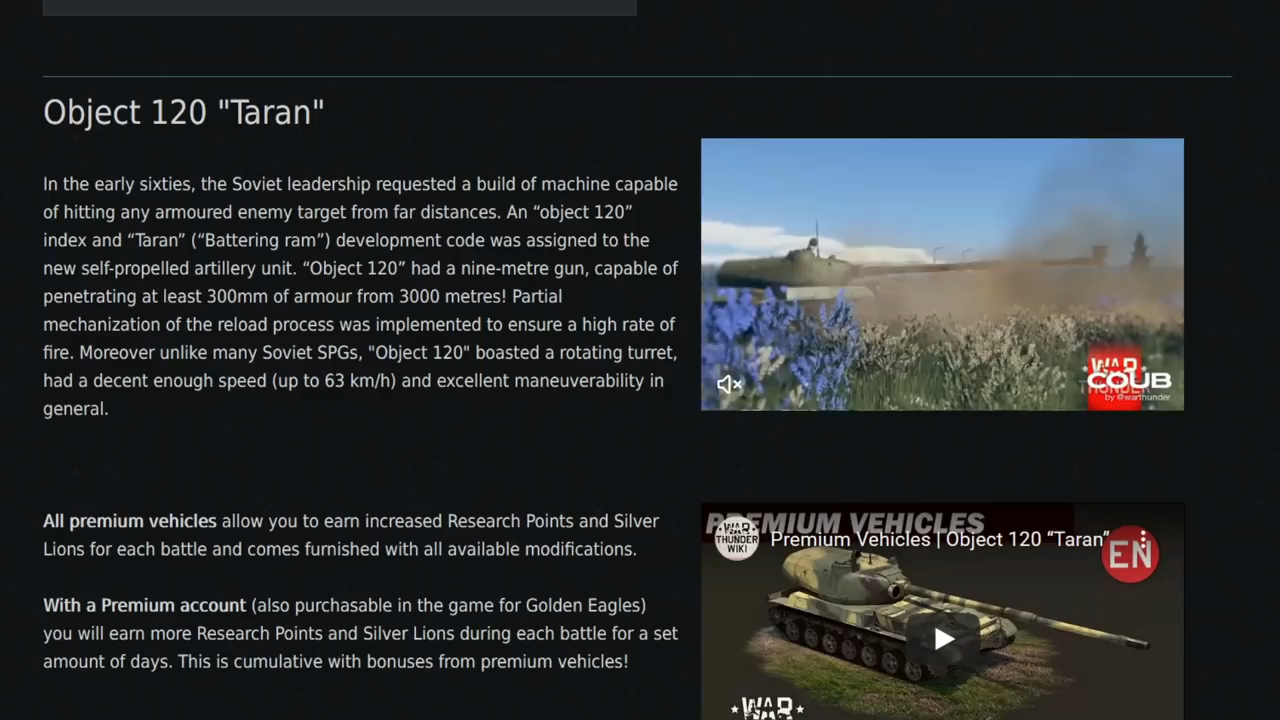 Object 120 "Taran"
In the early sixties, the Soviet leadership requested a build of machine capable
of hitting any armoured enemy target from far distances. An “object 120”
index and “Taran” (“Battering ram”) development code was assigned to the
new self-propelled artillery unit. “Object 120” had a nine-metre gun, capable of
penetrating at least 300mm of armour from 3000 metres! Partial
mechanization of the reload process was implemented to ensure a high rate of
fire. Moreover unlike many Soviet SPGs, "Object 120" boasted a rotating turret,
had a decent enough speed (up to 63 km/h) and excellent maneuverability in
general.
WAR
THUNDER
COUB
by @warthunder
All premium vehicles allow you to earn increased Research Points and Silver
Lions for each battle and comes furnished with all available modifications.
With a Premium account (also purchasable in the game for Golden Eagles)
you will earn more Research Points and Silver Lions during each battle for a set
amount of days. This is cumulative with bonuses from premium vehicles!
PREMIUM VEHICLES
WAR
THUNDER
WIKI
Premium Vehicles | Object 120 “Taran”
EN
WAR